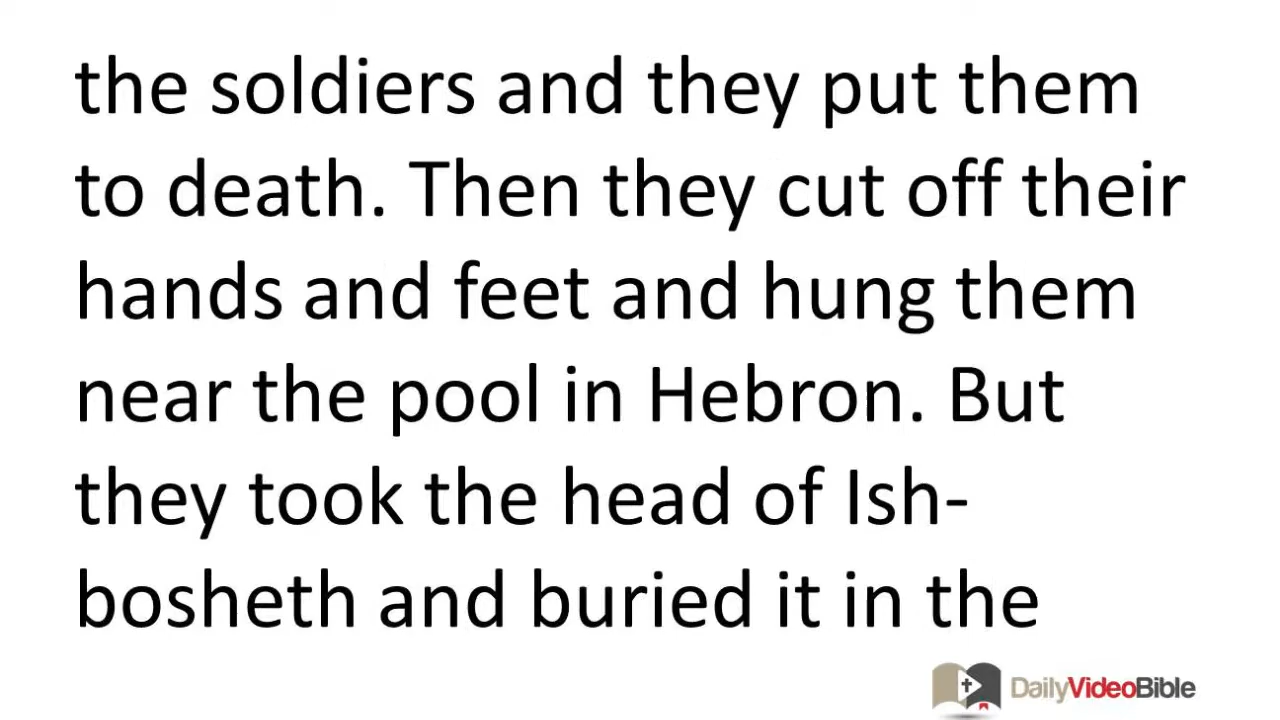 the soldiers and they put them
to death. Then they cut off their
hands and feet and hung them
near the pool in Hebron. But
they took the head of Ish-
bosheth and buried it in the
DailyVideoBible